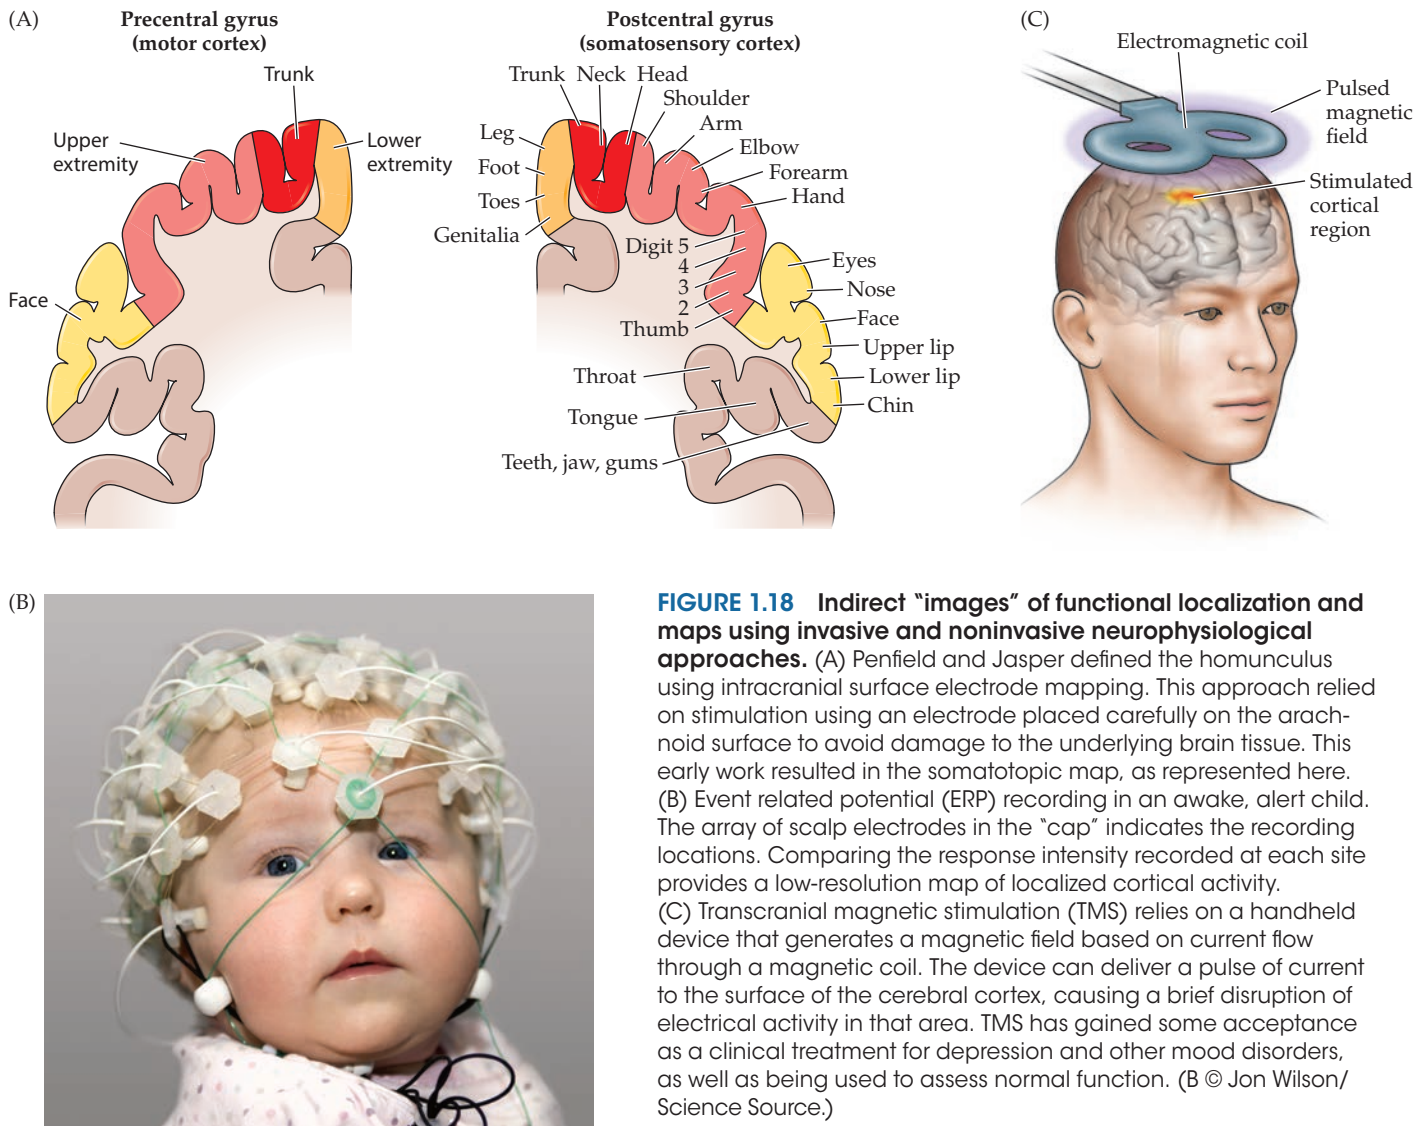 (A)
Precentral gyrus
(motor cortex)
Trunk
Upper
extremity
Lower
extremity
Face
Postcentral gyrus
(somatosensory cortex)
Trunk Neck Head
Shoulder
Arm
Elbow
Forearm
Hand
Leg
Foot
Toes
Genitalia
Digit 5
4
3
2
Thumb
Eyes
Nose
Face
Upper lip
Lower lip
Chin
Throat
Tongue
Teeth, jaw, gums
(C)
Electromagnetic coil
Pulsed
magnetic
field
Stimulated
cortical
region
(B)
FIGURE 1.18 Indirect “images” of functional localization and
maps using invasive and noninvasive neurophysiological
approaches. (A) Penfield and Jasper defined the homunculus
using intracranial surface electrode mapping. This approach relied
on stimulation using an electrode placed carefully on the arach-
noid surface to avoid damage to the underlying brain tissue. This
early work resulted in the somatotopic map, as represented here.
(B) Event related potential (ERP) recording in an awake, alert child.
The array of scalp electrodes in the “cap” indicates the recording
locations. Comparing the response intensity recorded at each site
provides a low-resolution map of localized cortical activity.
(C) Transcranial magnetic stimulation (TMS) relies on a handheld
device that generates a magnetic field based on current flow
through a magnetic coil. The device can deliver a pulse of current
to the surface of the cerebral cortex, causing a brief disruption of
electrical activity in that area. TMS has gained some acceptance
as a clinical treatment for depression and other mood disorders,
as well as being used to assess normal function. (B © Jon Wilson/
Science Source.)